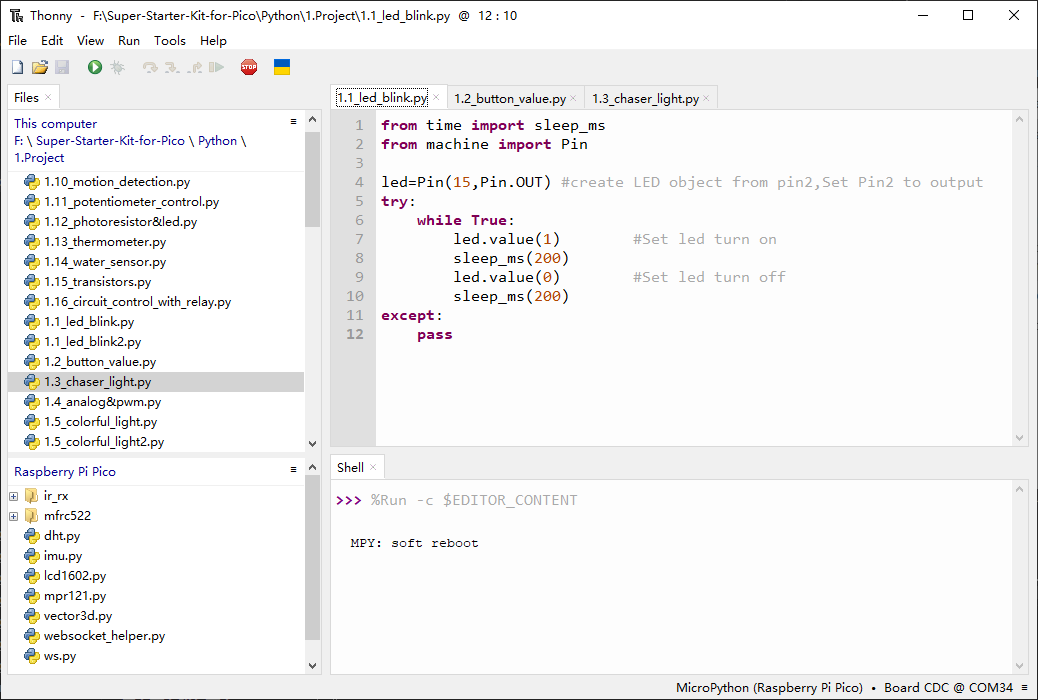 Thonny - F:\Super-Starter-Kit-for-Pico\Python\1.Project\1.1_led_blink.py @ 12 : 10
File Edit View Run Tools Help
STOP
Files
This computer
F: \ Super-Starter-Kit-for-Pico \ Python \
1.Project
1.10_motion_detection.py
1.11_potentiometer_control.py
1.12_photoresistor&led.py
1.13_thermometer.py
1.14_water_sensor.py
1.15_transistors.py
1.16_circuit_control_with_relay.py
1.1_led_blink.py
1.1_led_blink2.py
1.2_button_value.py
1.3_chaser_light.py
1.4_analog&pwm.py
1.5_colorful_light.py
1.5_colorful_light2.py
Raspberry Pi Pico
ir_rx
mfrc522
dht.py
imu.py
lcd1602.py
mpr121.py
vector3d.py
websocket_helper.py
ws.py
1.1_led_blink.py 1.2_button_value.py 1.3_chaser_light.py
1 from time import sleep_ms
2 from machine import Pin
3
4 led=Pin(15,Pin.OUT) #create LED object from pin2,Set Pin2 to output
5 try:
6     while True:
7         led.value(1)        #Set led turn on
8         sleep_ms(200)
9         led.value(0)        #Set led turn off
10         sleep_ms(200)
11 except:
12     pass
Shell
>>> %Run -c $EDITOR_CONTENT
MPY: soft reboot
MicroPython (Raspberry Pi Pico) • Board CDC @ COM34 ≡